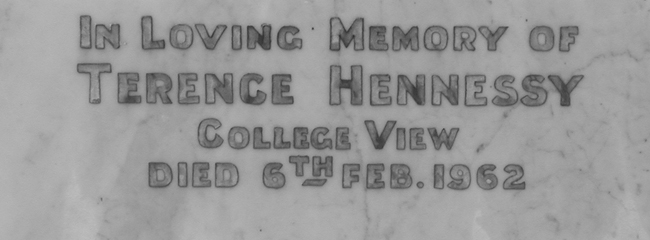 In Loving Memory of
Terence Hennessy
College View
DIED 6TH FEB. 1962